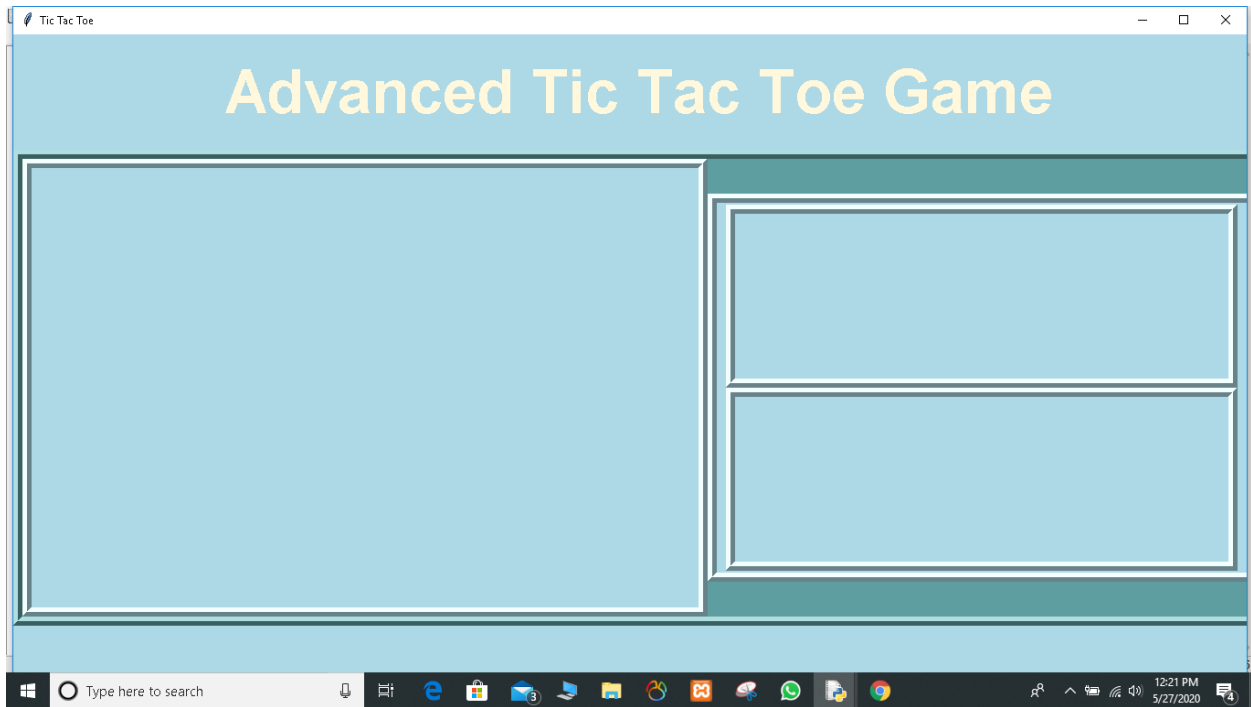 Tic Tac Toe
Advanced Tic Tac Toe Game
Type here to search
3
12:21 PM
5/27/2020
4